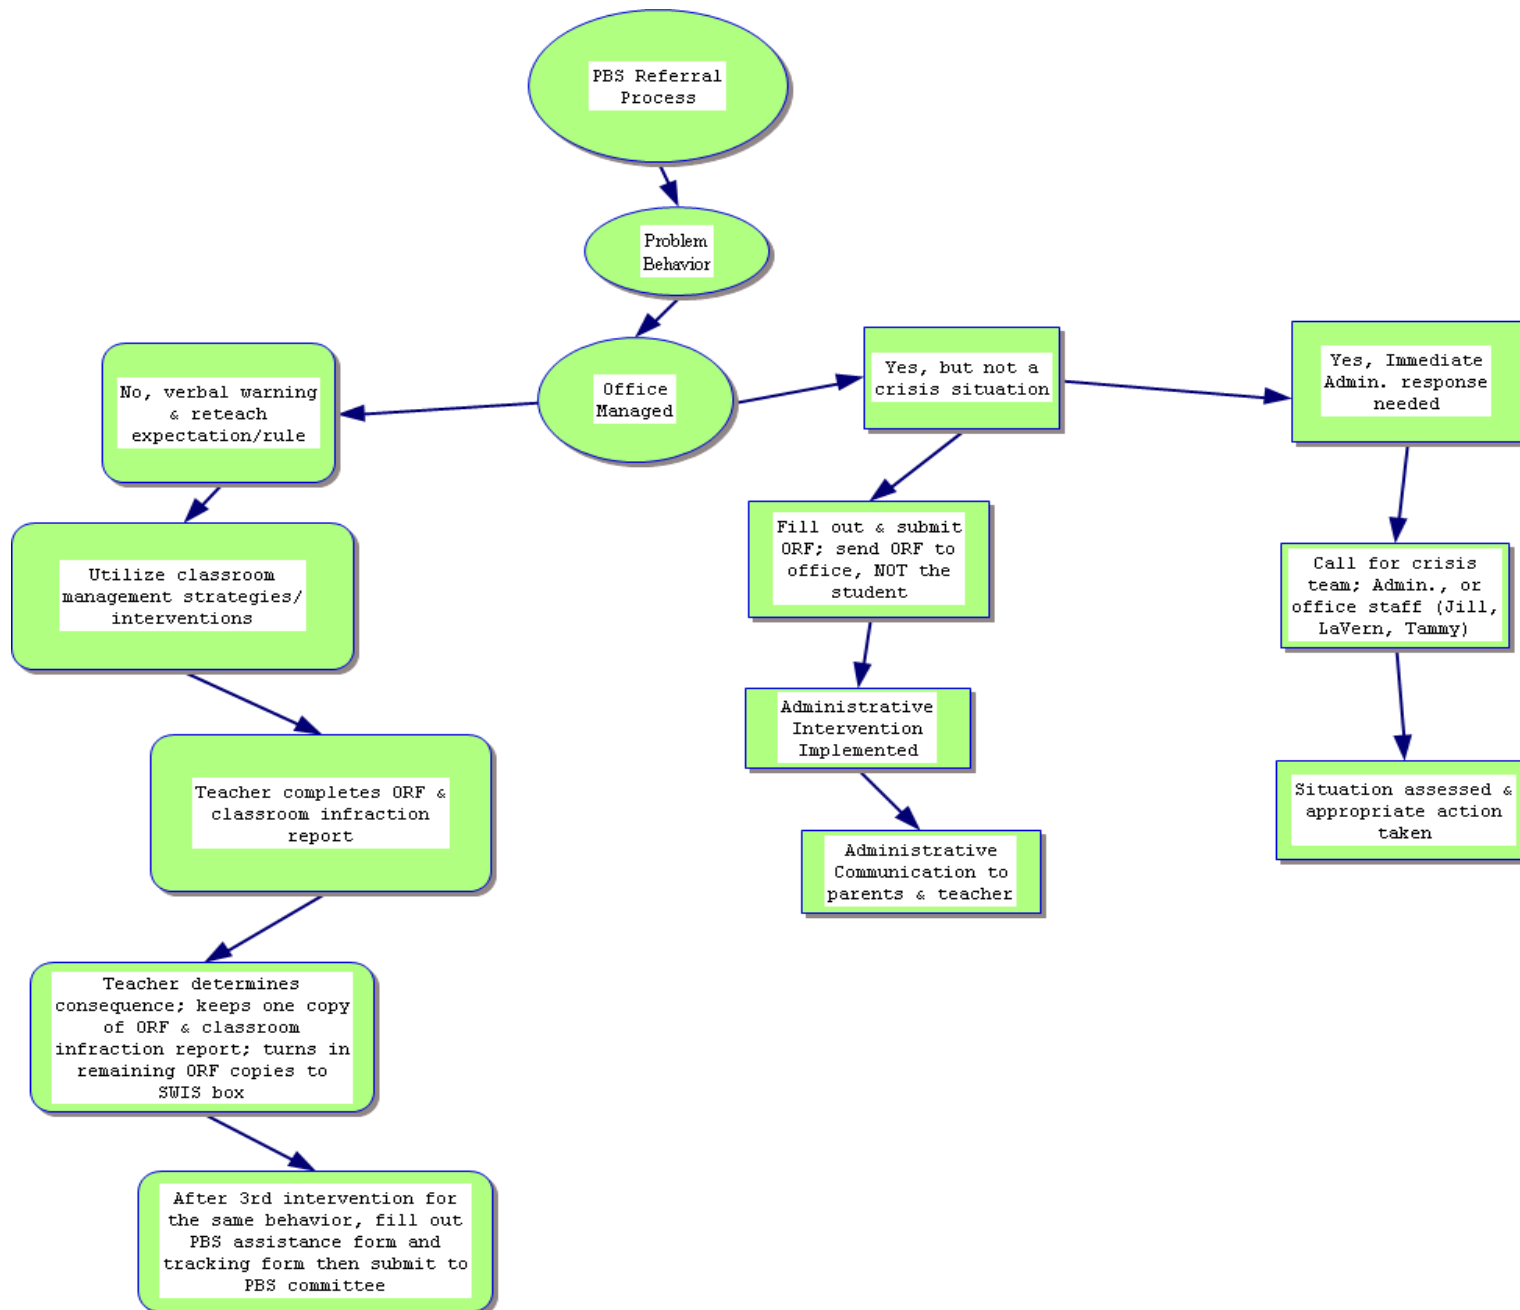 PBS Referral
Process
Problem
Behavior
Office
Managed
No, verbal warning
& reteach
expectation/rule
Utilize classroom
management strategies/
interventions
Teacher completes ORF &
classroom infraction
report
Teacher determines
consequence; keeps one copy
of ORF & classroom
infraction report; turns in
remaining ORF copies to
SWIS box
After 3rd intervention for
the same behavior, fill out
PBS assistance form and
tracking form then submit to
PBS committee
Yes, but not a
crisis situation
Fill out & submit
ORF; send ORF to
office, NOT the
student
Administrative
Intervention
Implemented
Administrative
Communication to
parents & teacher
Yes, Immediate
Admin. response
needed
Call for crisis
team; Admin., or
office staff (Jill,
LaVern, Tammy)
Situation assessed &
appropriate action
taken